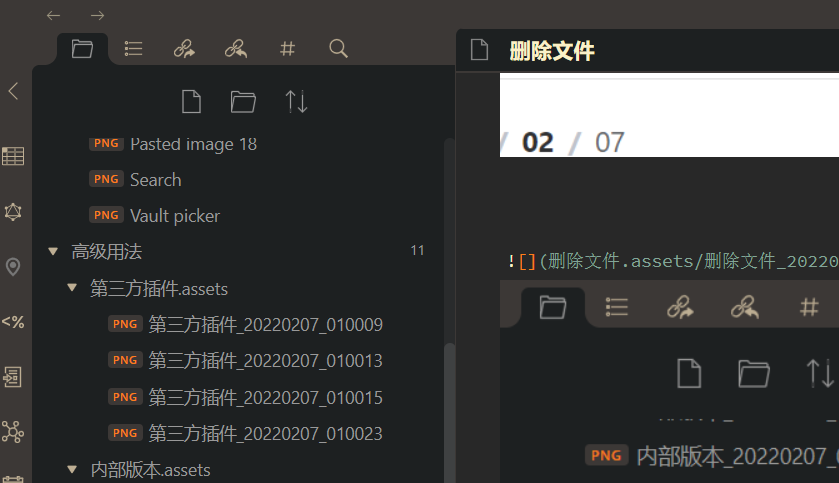 删除文件
/ 02 / 07
PNG Pasted image 18
PNG Search
PNG Vault picker
高级用法 11
第三方插件.assets
PNG 第三方插件_20220207_010009
PNG 第三方插件_20220207_010013
PNG 第三方插件_20220207_010015
PNG 第三方插件_20220207_010023
内部版本.assets
<%
![](删除文件.assets/删除文件_20220
PNG 内部版本_20220207_